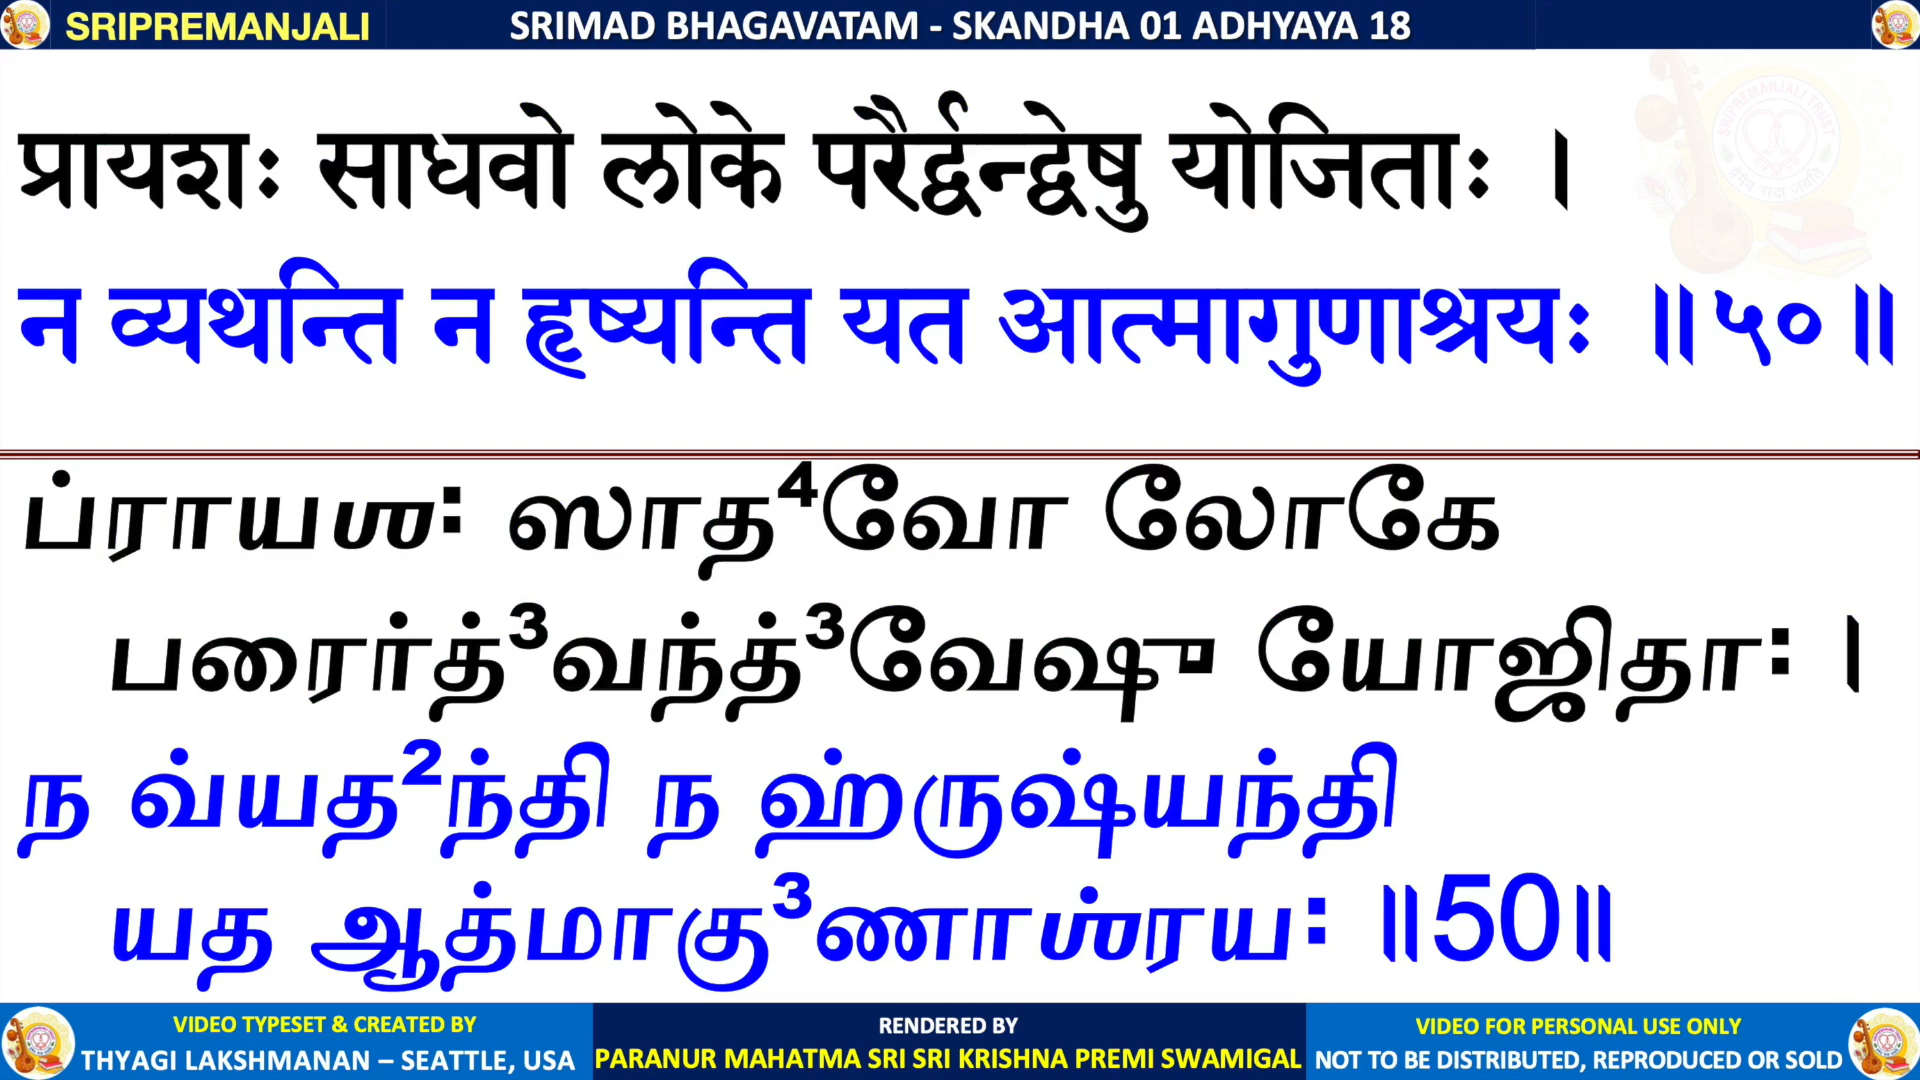 SRIPREMANJALI
SRIMAD BHAGAVATAM - SKANDHA 01 ADHYAYA 18
प्रायशः साधवो लोके परैर्द्वन्द्वेषु योजिताः ।
न व्यथन्ति न हृष्यन्ति यत आत्मागुणाश्रयः ॥५०॥
ப்ராயஶ꞉ ஸாத⁴வோ லோகே
பரைர்த்³வந்த்³வேஷு யோஜிதா꞉ ।
ந வ்யத²ந்தி ந ஹ்ருஷ்யந்தி
யத ஆத்மாகு³ணாஶ்ரய꞉ ॥50॥
VIDEO TYPESET & CREATED BY
THYAGI LAKSHMANAN – SEATTLE, USA
RENDERED BY
PARANUR MAHATMA SRI SRI KRISHNA PREMI SWAMIGAL
VIDEO FOR PERSONAL USE ONLY
NOT TO BE DISTRIBUTED, REPRODUCED OR SOLD